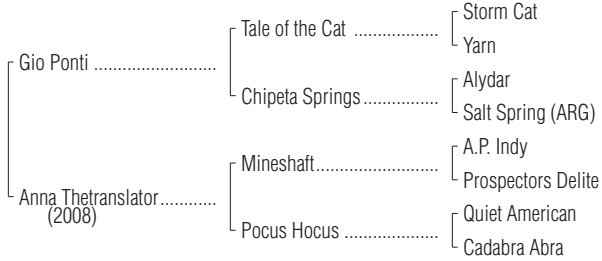 Storm Cat
Tale of the Cat ..................
Yarn
Gio Ponti ..........................
Alydar
Chipeta Springs................
Salt Spring (ARG)
A.P. Indy
Mineshaft..........................
Prospectors Delite
Anna Thetranslator............
(2008)
Quiet American
Pocus Hocus ....................
Cadabra Abra